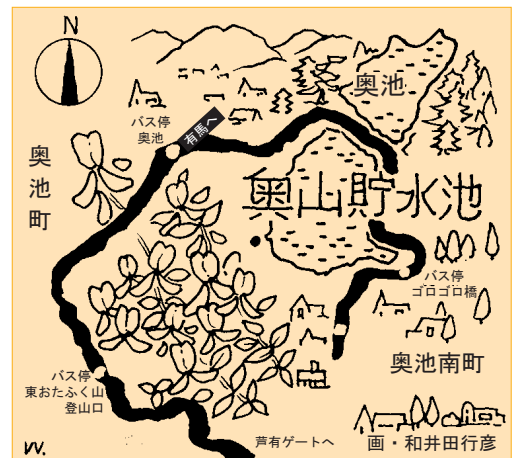 N
奥池
バス停
奥池
有馬へ
奥池町
奥山貯水池
バス停
ゴロゴロ橋
奥池南町
バス停
東おたふく山
登山口
芦有ゲートへ
画・和井田行彦
W.